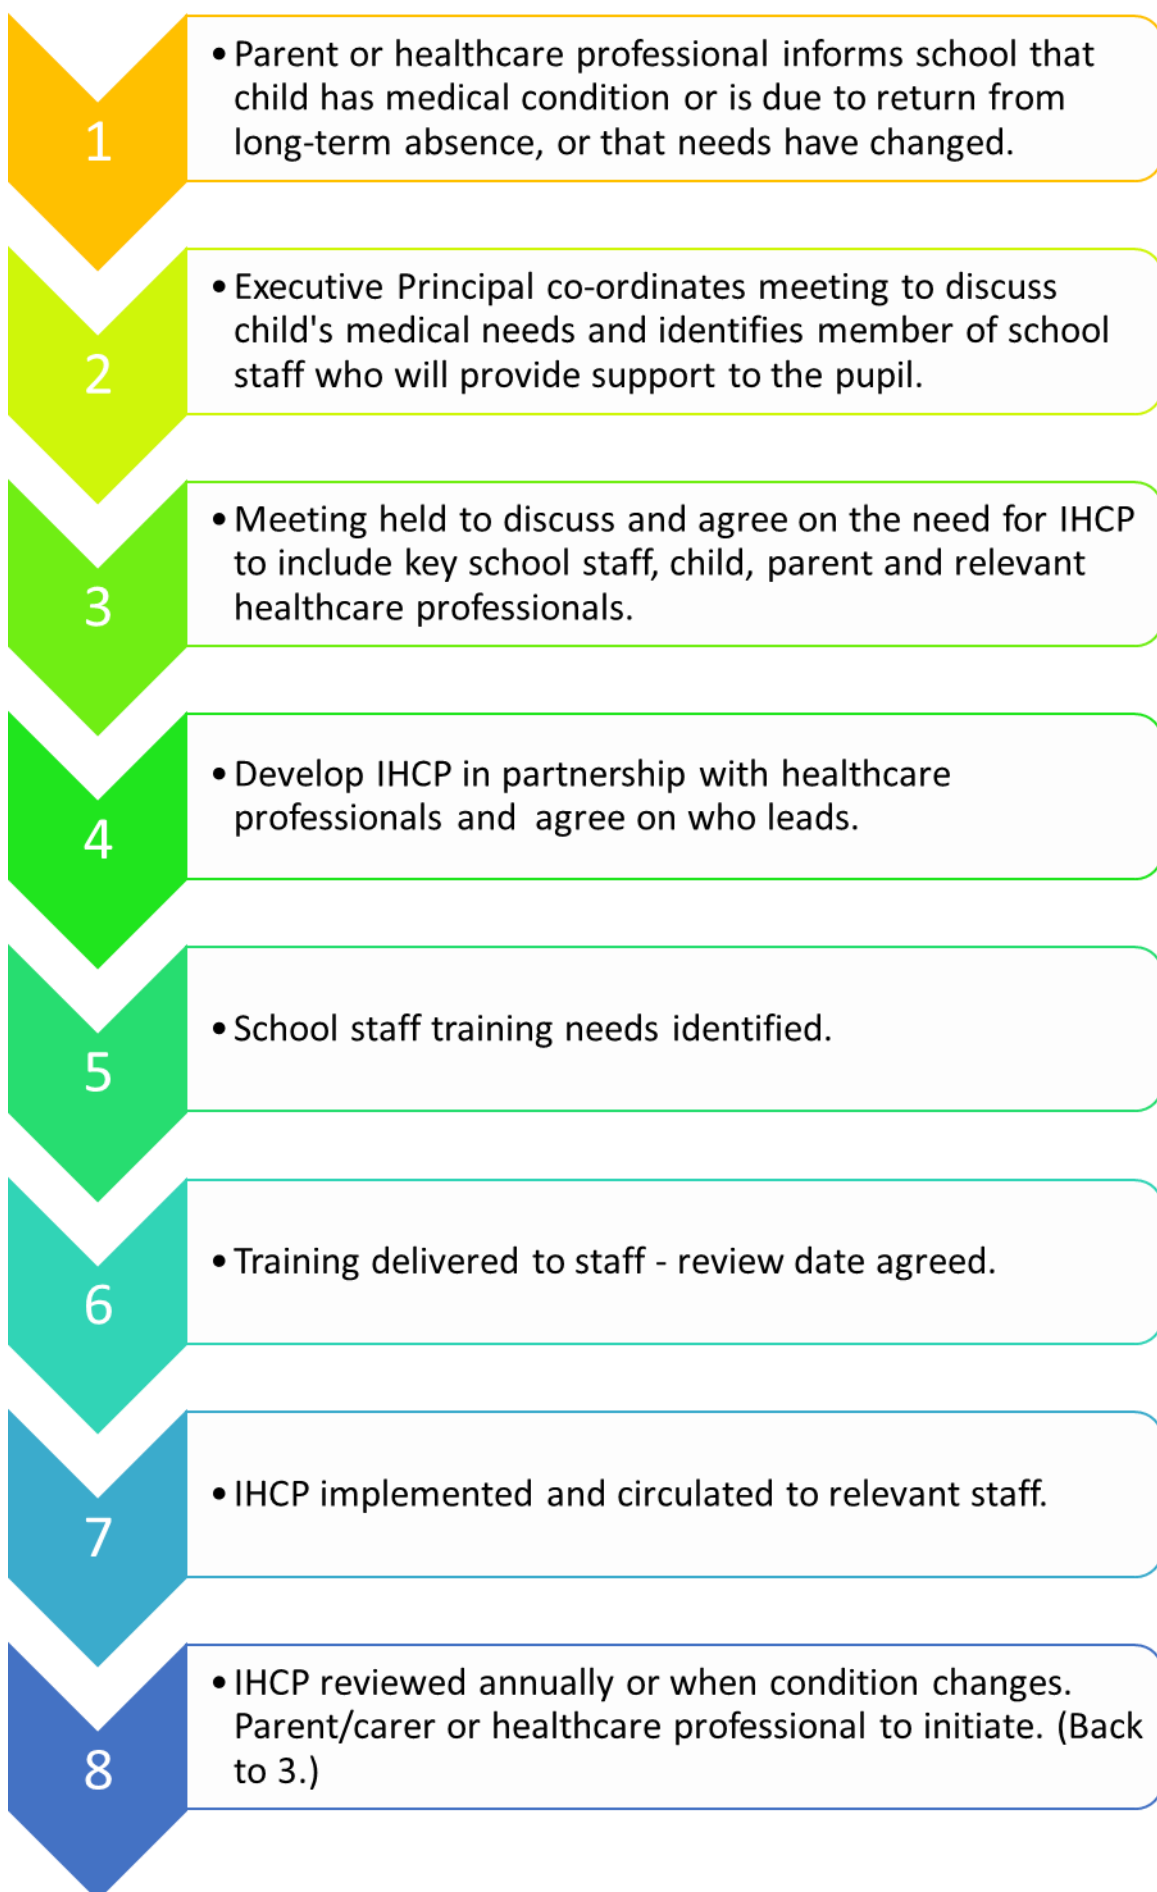 1
• Parent or healthcare professional informs school that
child has medical condition or is due to return from
long-term absence, or that needs have changed.
2
• Executive Principal co-ordinates meeting to discuss
child's medical needs and identifies member of school
staff who will provide support to the pupil.
3
• Meeting held to discuss and agree on the need for IHCP
to include key school staff, child, parent and relevant
healthcare professionals.
4
• Develop IHCP in partnership with healthcare
professionals and agree on who leads.
5
• School staff training needs identified.
6
• Training delivered to staff - review date agreed.
7
• IHCP implemented and circulated to relevant staff.
8
• IHCP reviewed annually or when condition changes.
Parent/carer or healthcare professional to initiate. (Back
to 3.)